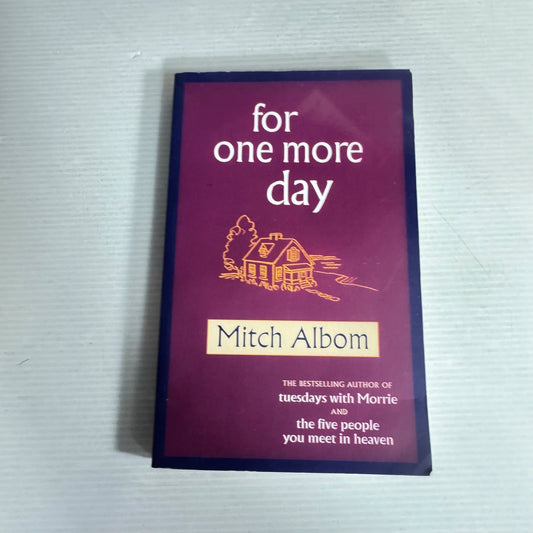 for
one more
day
Mitch Albom
THE BESTSELLING AUTHOR OF
tuesdays with Morrie
AND
the five people
you meet in heaven